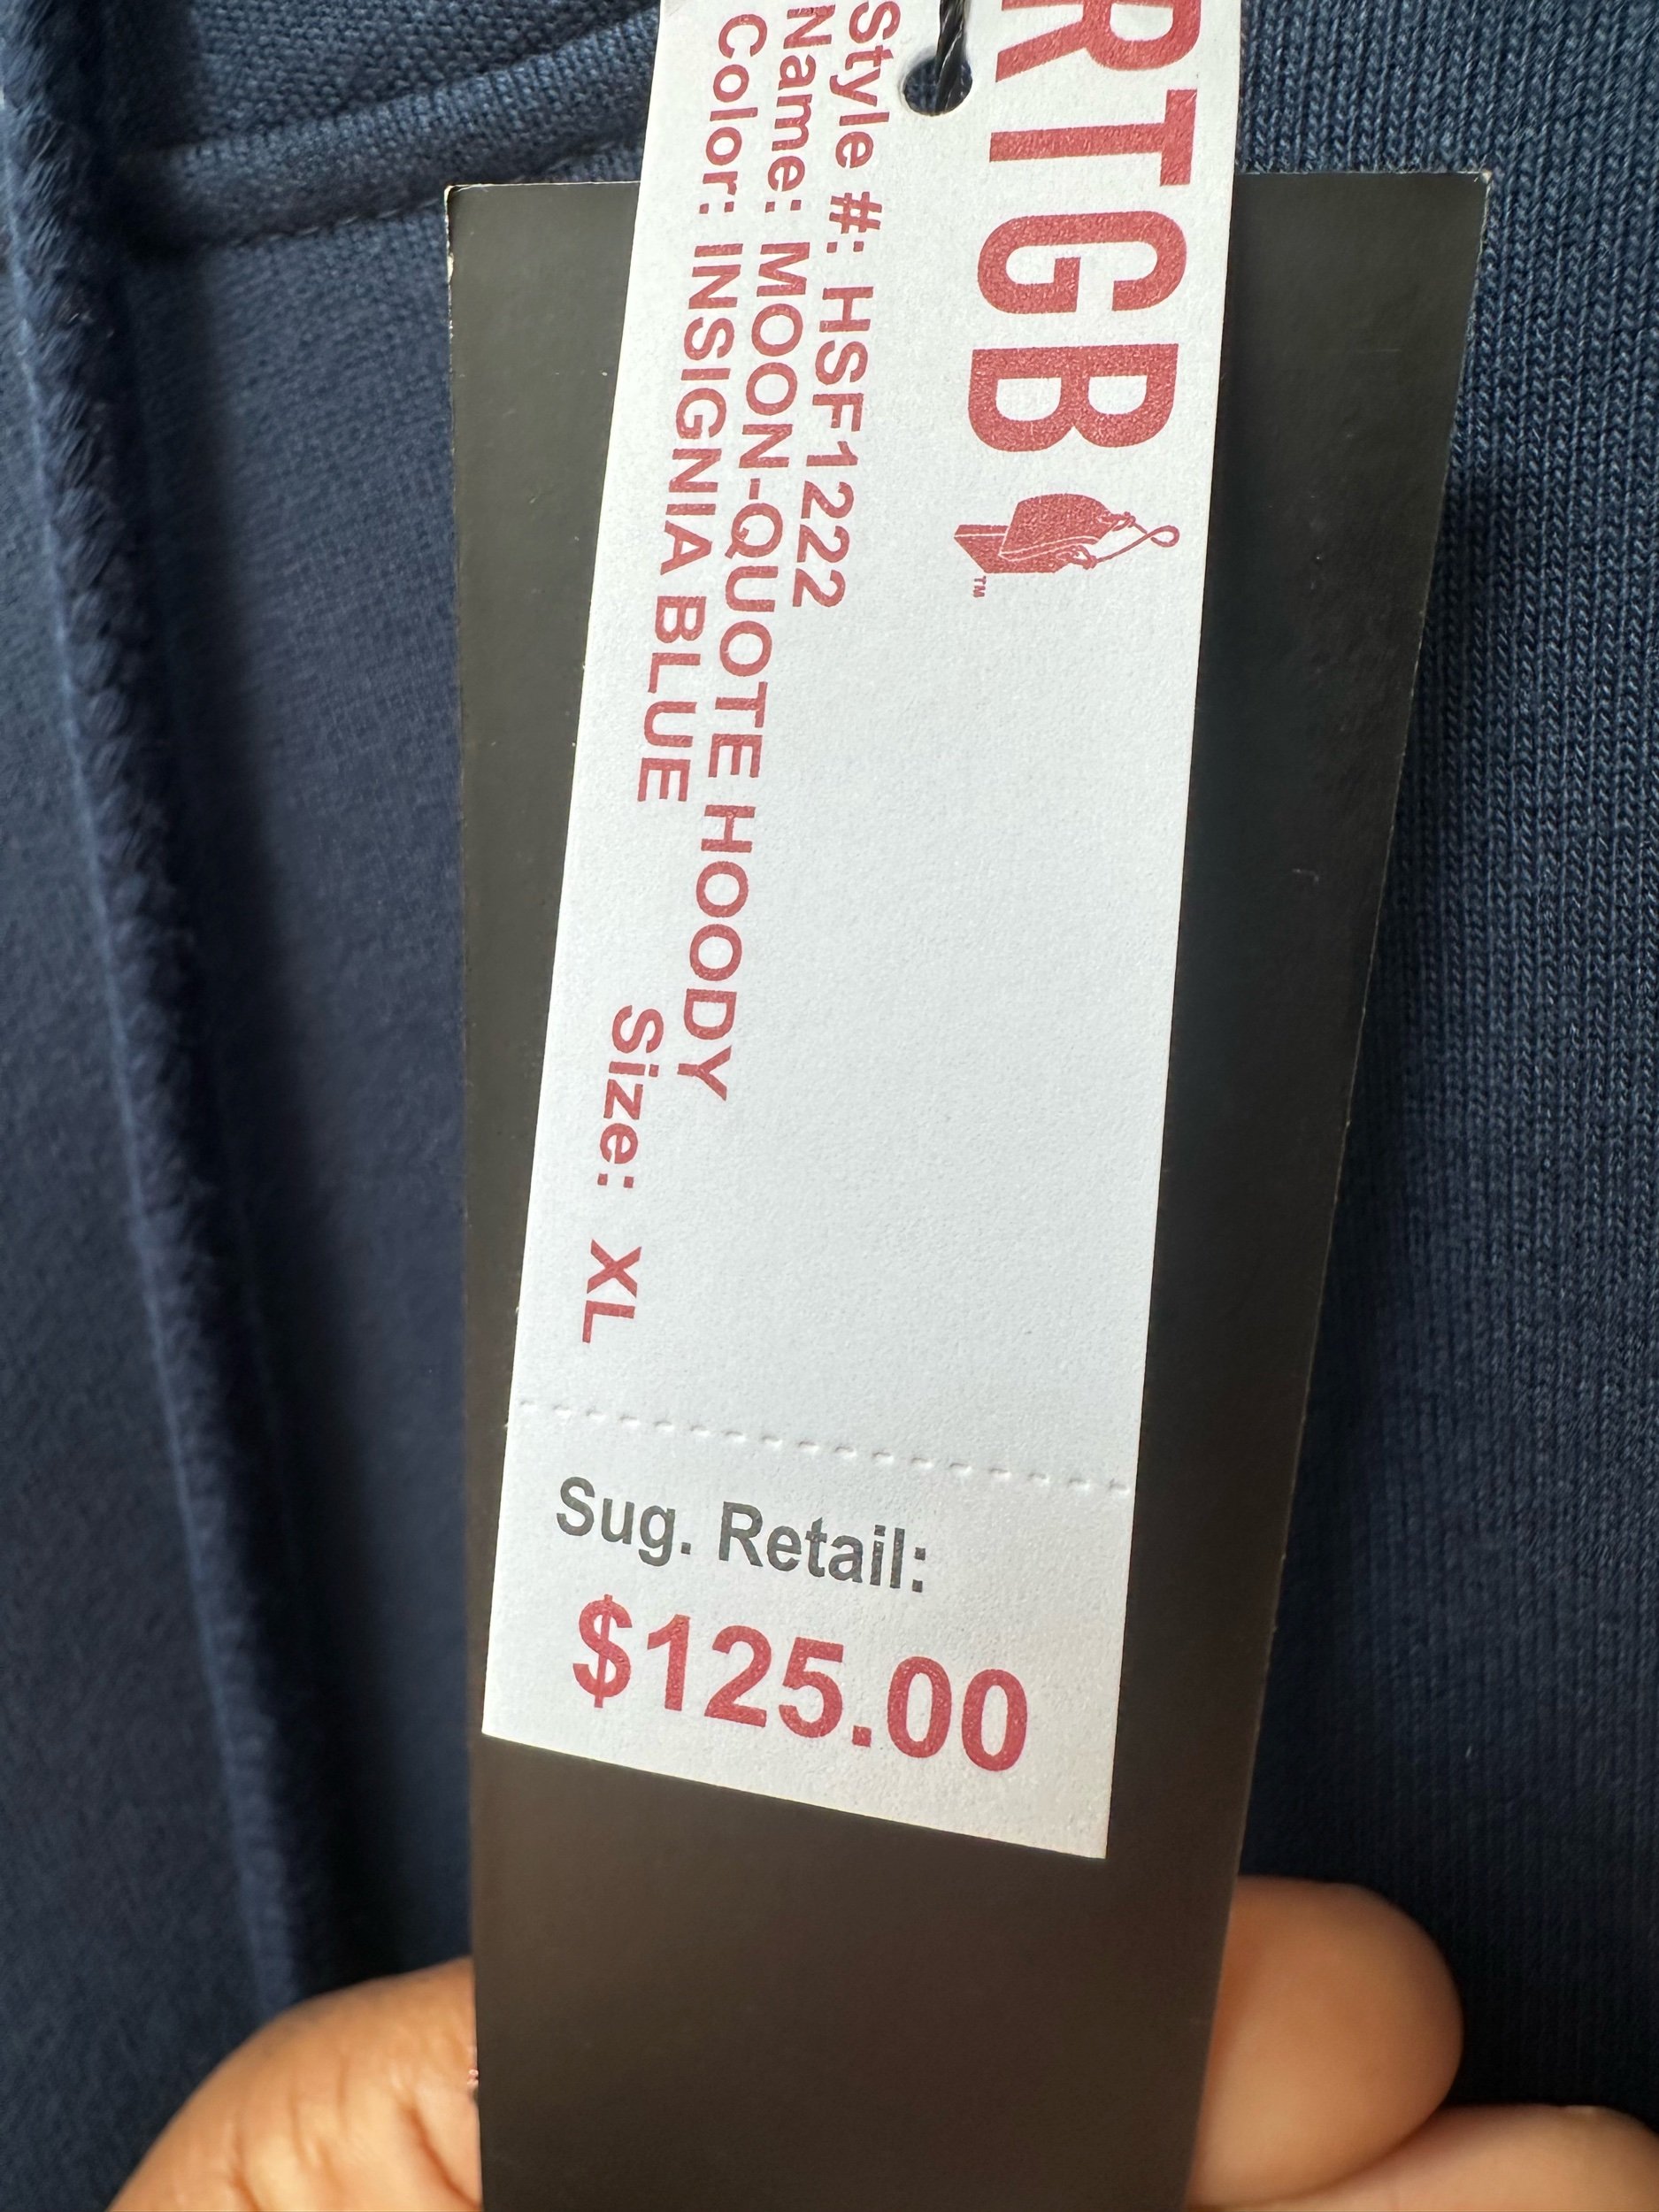 RTGB
TM
Style #: HSF1222
Name: MOON-QUOTE HOODY
Color: INSIGNIA BLUE
Size: XL
Sug. Retail:
$125.00